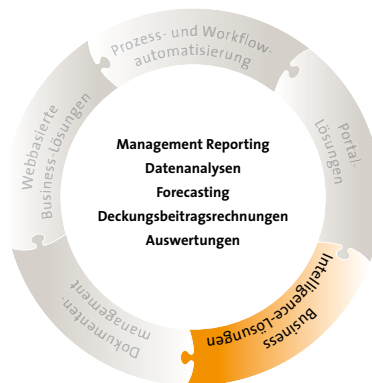 Prozess- und Workflow-
automatisierung
Portal-
Lösungen
Business
Intelligence-Lösungen
Dokumenten-
management
Webbasierte
Business-Lösungen
Management Reporting
Datenanalysen
Forecasting
Deckungsbeitragsrechnungen
Auswertungen